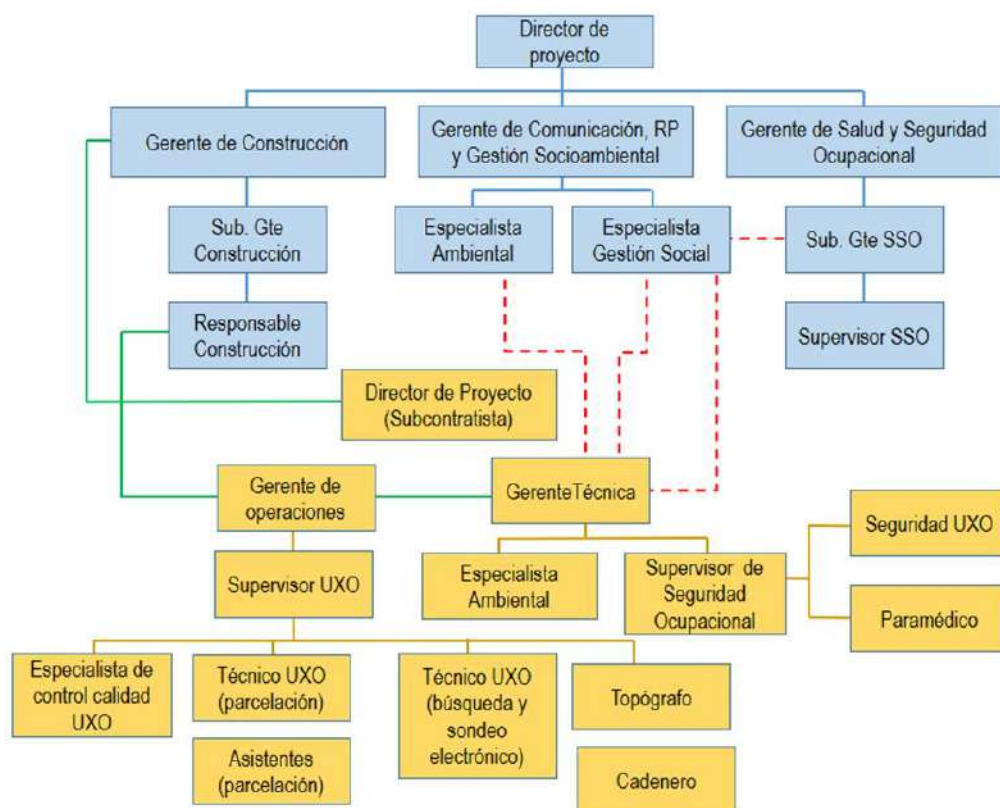 Director de
proyecto
Gerente de Construcción
Gerente de Comunicación, RP
y Gestión Socioambiental
Gerente de Salud y Seguridad
Ocupacional
Sub. Gte
Construcción
Especialista
Ambiental
Especialista
Gestión Social
Sub. Gte SSO
Responsable
Construcción
Supervisor SSO
Director de Proyecto
(Subcontratista)
Gerente de
operaciones
GerenteTécnica
Seguridad UXO
Supervisor UXO
Especialista
Ambiental
Supervisor de
Seguridad
Ocupacional
Paramédico
Especialista de
control calidad
UXO
Técnico UXO
(parcelación)
Técnico UXO
(búsqueda y
sondeo
electrónico)
Topógrafo
Asistentes
(parcelación)
Cadenero